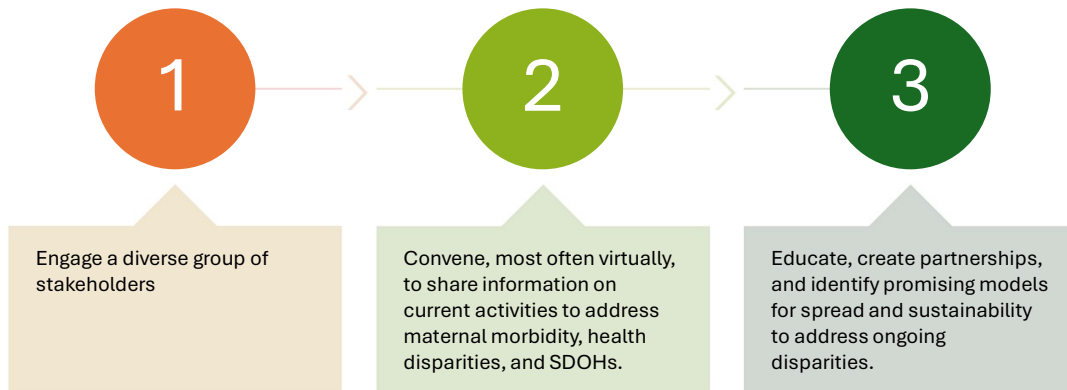 1
2
3
Engage a diverse group of
stakeholders
Convene, most often virtually,
to share information on
current activities to address
maternal morbidity, health
disparities, and SDOHs.
Educate, create partnerships,
and identify promising models
for spread and sustainability
to address ongoing
disparities.